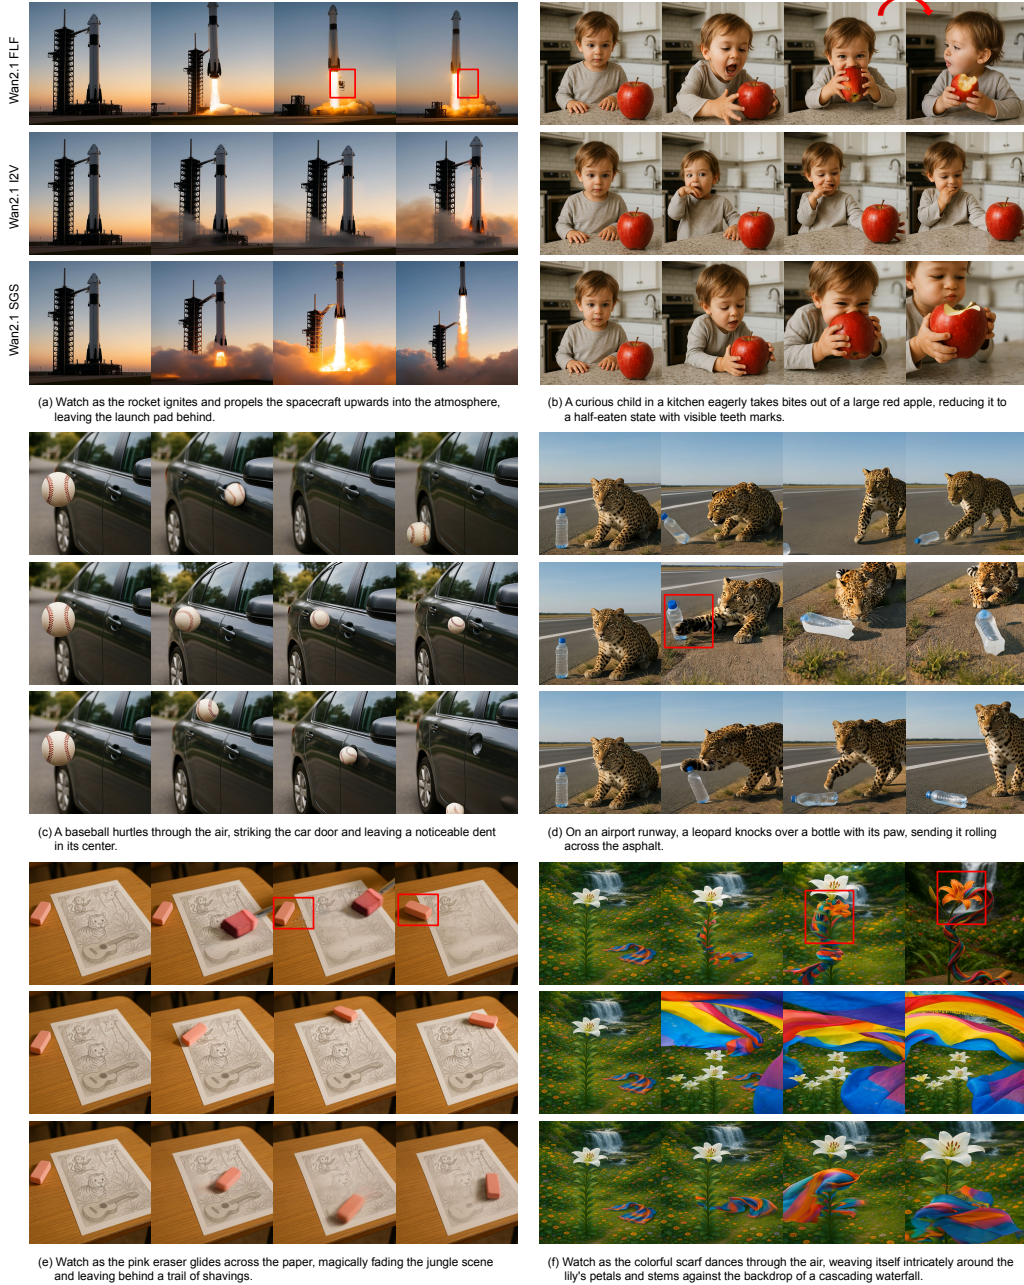 Wan2.1 FLF
Wan2.1 I2V
Wan2.1 SGS
(a) Watch as the rocket ignites and propels the spacecraft upwards into the atmosphere,
leaving the launch pad behind.
(b) A curious child in a kitchen eagerly takes bites out of a large red apple, reducing it to
a half-eaten state with visible teeth marks.
(c) A baseball hurtles through the air, striking the car door and leaving a noticeable dent
in its center.
(d) On an airport runway, a leopard knocks over a bottle with its paw, sending it rolling
across the asphalt.
(e) Watch as the pink eraser glides across the paper, magically fading the jungle scene
and leaving behind a trail of shavings.
(f) Watch as the colorful scarf dances through the air, weaving itself intricately around the
lily's petals and stems against the backdrop of a cascading waterfall.